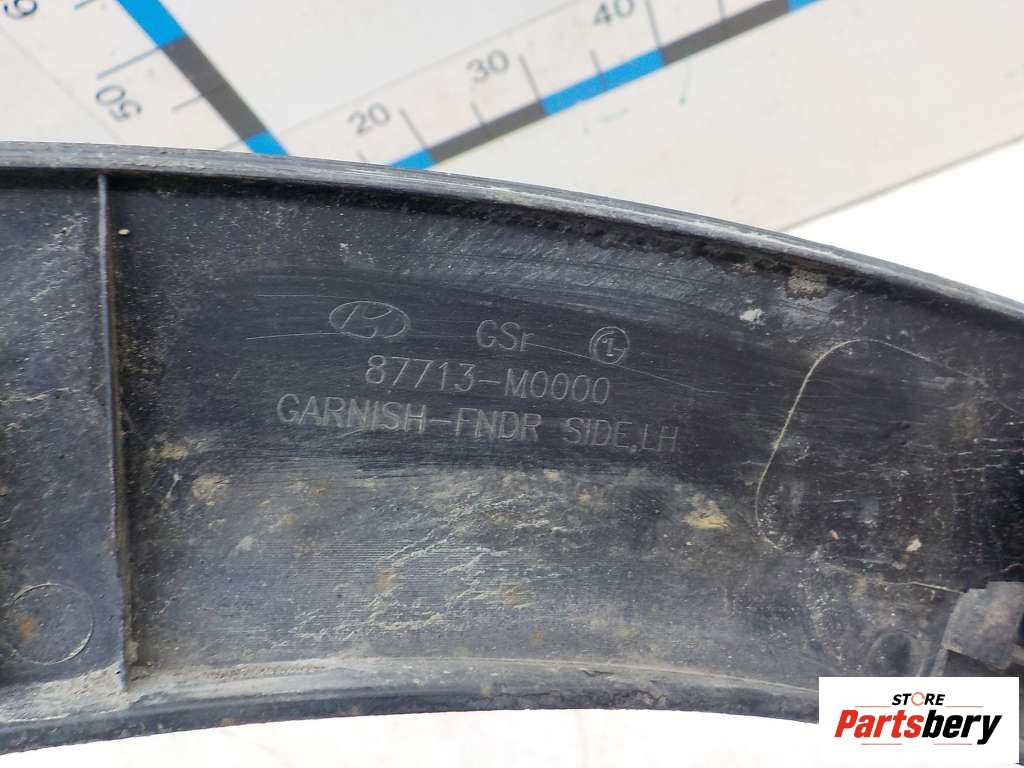 50
20
30
40
GSr L
87713-M0000
GARNISH-FNDR SIDE,LH
STORE
Partsbery